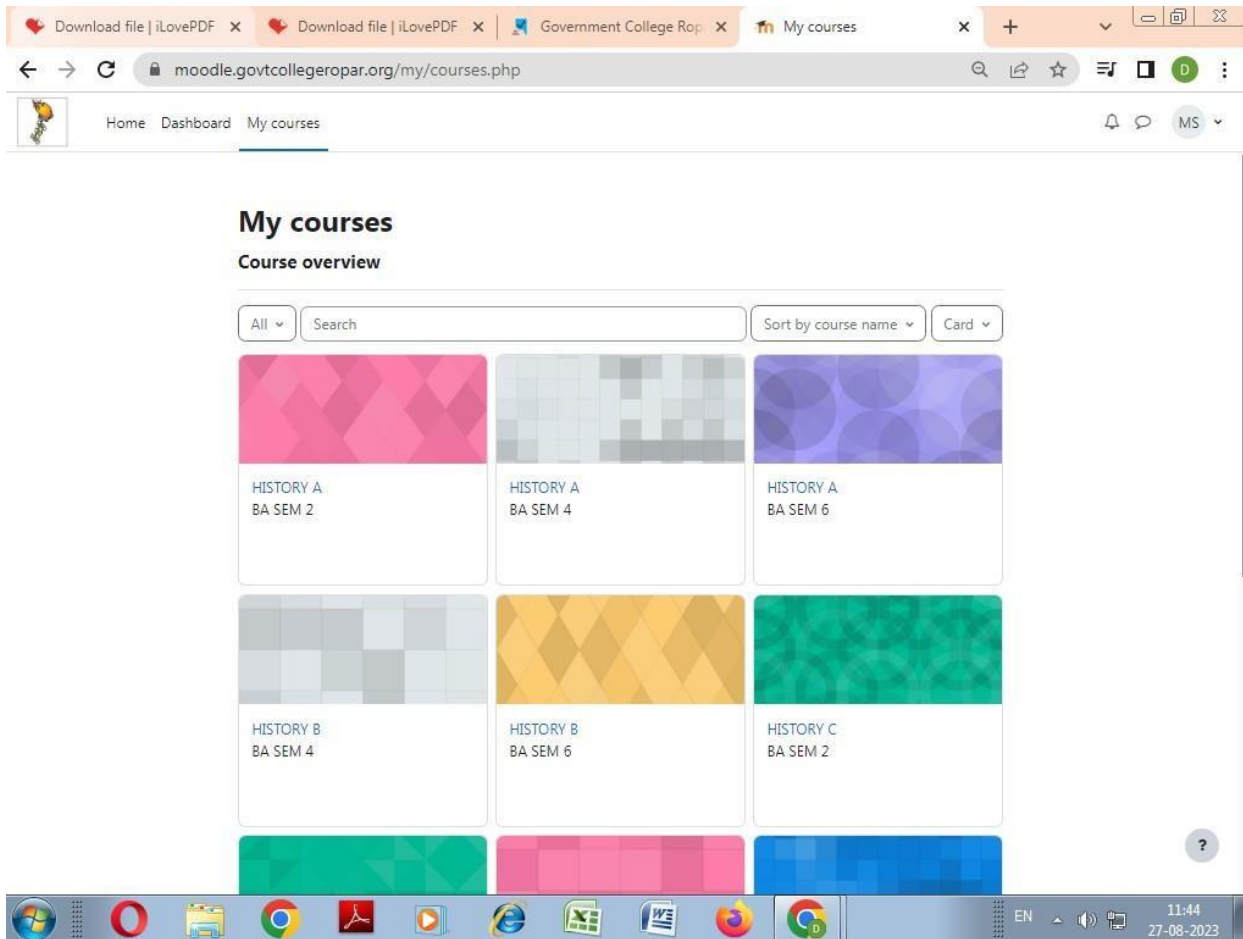 Download file | iLovePDF Download file | iLovePDF Government College Rop My courses
moodle.govtcollegeropar.org/my/courses.php D
Home Dashboard My courses MS
My courses
Course overview
All Search Sort by course name Card
HISTORY A HISTORY A HISTORY A
BA SEM 2 BA SEM 4 BA SEM 6
HISTORY B HISTORY B HISTORY C
BA SEM 4 BA SEM 6 BA SEM 2
?
EN 11:44
27-08-2023